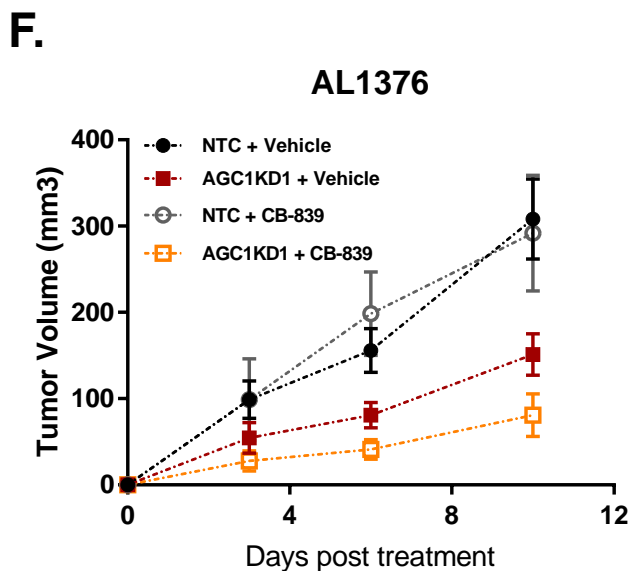 F.
AL1376
NTC + Vehicle
AGC1KD1 + Vehicle
NTC + CB-839
AGC1KD1 + CB-839
Tumor Volume (mm3)
400
300
200
100
0
0 4 8 12
Days post treatment